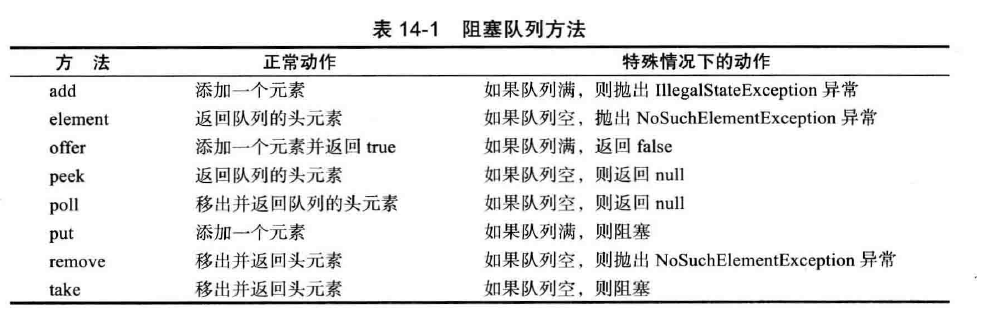 表 14-1 阻塞队列方法
方 法 正常动作 特殊情况下的动作
add 添加一个元素 如果队列满，则抛出 IllegalStateException 异常
element 返回队列的头元素 如果队列空，抛出 NoSuchElementException 异常
offer 添加一个元素并返回 true 如果队列满，返回 false
peek 返回队列的头元素 如果队列空，则返回 null
poll 移出并返回队列的头元素 如果队列空，则返回 null
put 添加一个元素 如果队列满，则阻塞
remove 移出并返回头元素 如果队列空，则抛出 NoSuchElementException 异常
take 移出并返回头元素 如果队列空，则阻塞